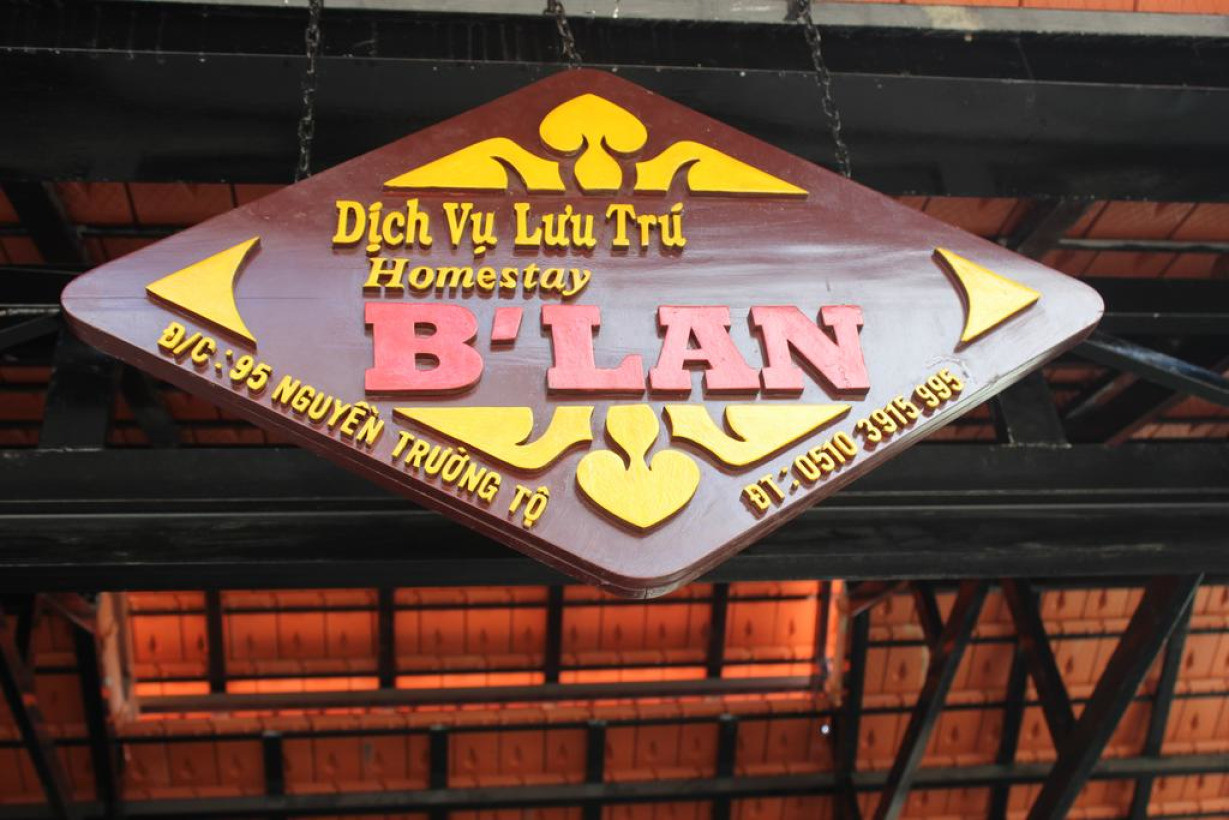 Dịch Vụ Lưu Trú
Homestay
B'LAN
Đ/C : 95 NGUYỄN TRƯỜNG TỘ
ĐT : 0510 3915 995